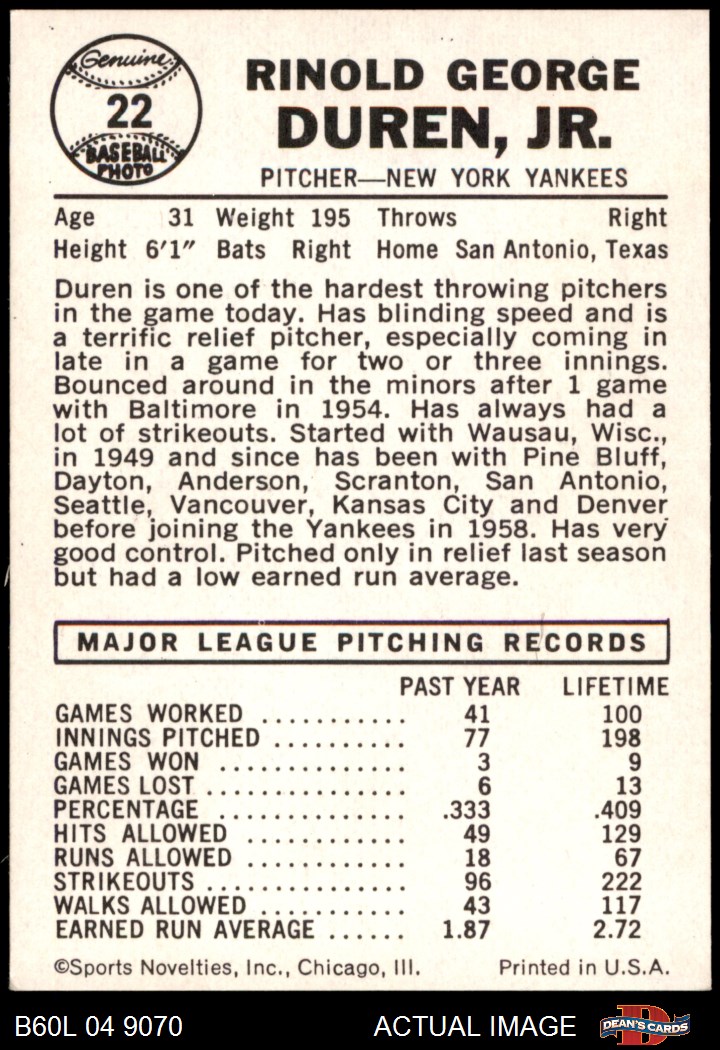 Genuine
22
BASEBALL
PHOTO
RINOLD GEORGE
DUREN, JR.
PITCHER—NEW YORK YANKEES
Age 31 Weight 195 Throws Right
Height 6'1" Bats Right Home San Antonio, Texas
Duren is one of the hardest throwing pitchers
in the game today. Has blinding speed and is
a terrific relief pitcher, especially coming in
late in a game for two or three innings.
Bounced around in the minors after 1 game
with Baltimore in 1954. Has always had a
lot of strikeouts. Started with Wausau, Wisc.,
in 1949 and since has been with Pine Bluff,
Dayton, Anderson, Scranton, San Antonio,
Seattle, Vancouver, Kansas City and Denver
before joining the Yankees in 1958. Has very
good control. Pitched only in relief last season
but had a low earned run average.
MAJOR LEAGUE PITCHING RECORDS
PAST YEAR LIFETIME
GAMES WORKED ........... 41 100
INNINGS PITCHED .......... 77 198
GAMES WON .............. 3 9
GAMES LOST ............... 6 13
PERCENTAGE .............. .333 .409
HITS ALLOWED ............ 49 129
RUNS ALLOWED ............ 18 67
STRIKEOUTS ............... 96 222
WALKS ALLOWED ........... 43 117
EARNED RUN AVERAGE ...... 1.87 2.72
©Sports Novelties, Inc., Chicago, Ill. Printed in U.S.A.
B60L 04 9070 ACTUAL IMAGE DEAN'S CARDS